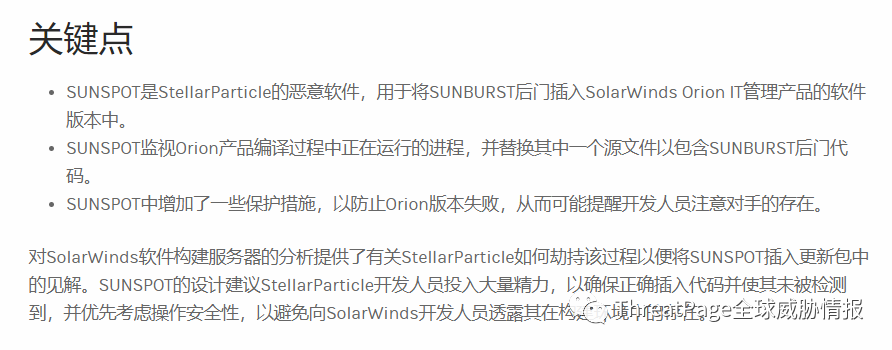 关键点
SUNSPOT是StellarParticle的恶意软件，用于将SUNBURST后门插入SolarWinds Orion IT管理产品的软件
版本中。
SUNSPOT监视Orion产品编译过程中正在运行的进程，并替换其中一个源文件以包含SUNBURST后门代
码。
SUNSPOT中增加了一些保护措施，以防止Orion版本失败，从而可能提醒开发人员注意对手的存在。
对SolarWinds软件构建服务器的分析提供了有关StellarParticle如何劫持该过程以便将SUNSPOT插入更新包中
的见解。SUNSPOT的设计建议StellarParticle开发人员投入大量精力，以确保正确插入代码并使其未被检测
到，并优先考虑操作安全性，以避免向SolarWinds开发人员透露其在构建环境中的存在。
ThreatPage全球威胁情报